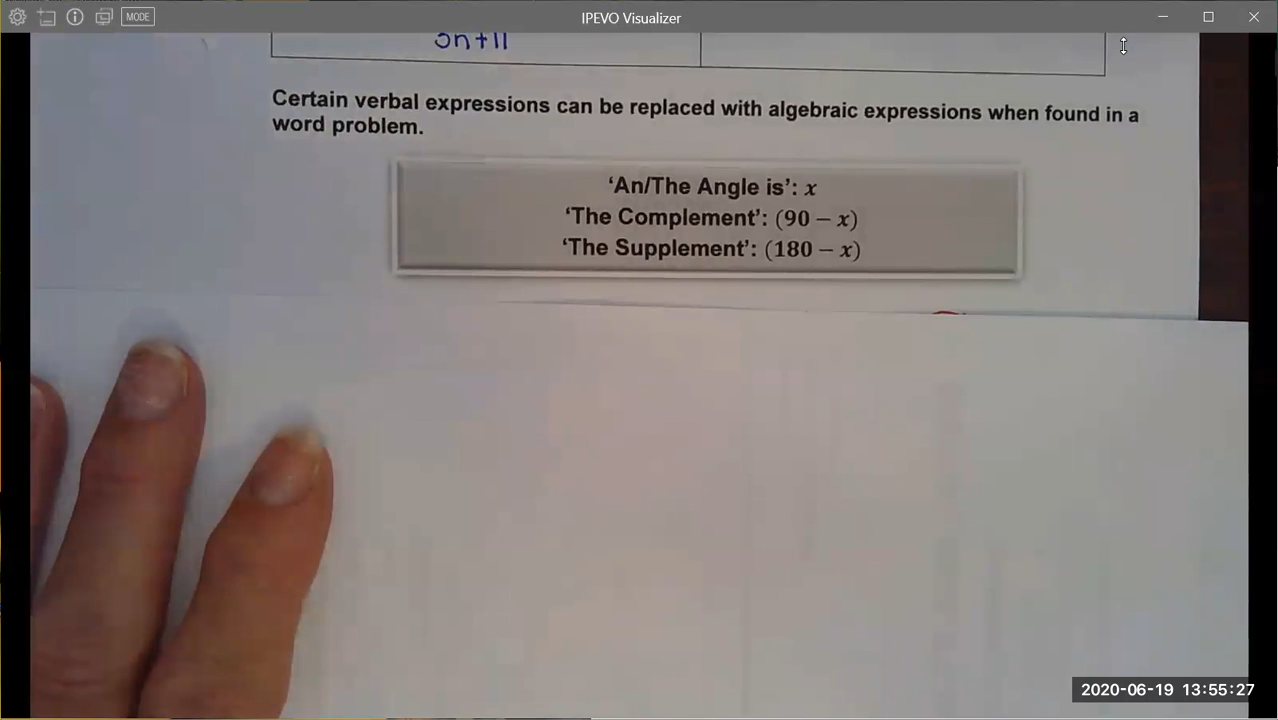 MODE
IPEVO Visualizer
5n+11
Certain verbal expressions can be replaced with algebraic expressions when found in a
word problem.
‘An/The Angle is’: x
‘The Complement’: (90 − x)
‘The Supplement’: (180 − x)
2020-06-19 13:55:27